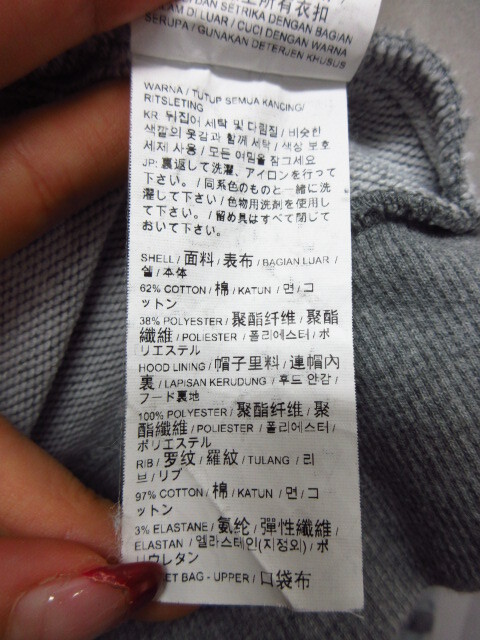 DAN SETRIKA DENGAN BAGIAN
DI LUAR / CUCI DENGAN WARNA
SERUPA / GUNAKAN DETERJEN KHUSUS
WARNA / TUTUP SEMUA KANCING/
RITSLETING
KR: 뒤집어 세탁 및 다림질 / 비슷한
색깔의 옷감과 함께 세탁 / 색상 보호
세제 사용 / 모든 여밈을 잠그세요
JP: 裏返して洗濯、アイロンを行って
下さい。 / 同系色のものと一緒に洗
濯して下さい / 色物用洗剤を使用し
て下さい。 / 留め具はすべて閉じて
おいて下さい。
SHELL / 面料 / 表布 / BAGIAN LUAR /
쉘 / 本体
62% COTTON / 棉 / KATUN / 면 / コ
ットン
38% POLYESTER / 聚酯纤维 / 聚酯
纖維 / POLIESTER / 폴리에스터 / ポ
リエステル
HOOD LINING / 帽子里料 / 連帽內
裏 / LAPISAN KERUDUNG / 후드 안감 /
フード裏地
100% POLYESTER / 聚酯纤维 / 聚
酯纖維 / POLIESTER / 폴리에스터 /
ポリエステル
RIB / 罗纹 / 羅紋 / TULANG / 리
브 / リブ
97% COTTON / 棉 / KATUN / 면 / コ
ットン
3% ELASTANE / 氨纶 / 彈性纖維 /
ELASTAN / 엘라스테인(지정외) / ポ
リウレタン
BAG - UPPER / 口袋布